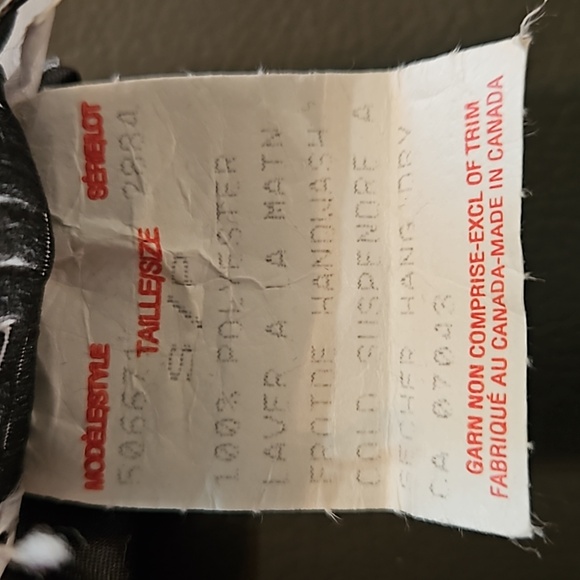 MODÈLE/STYLE SÉRIE/LOT
50667 2884
TAILLE/SIZE
100% POLYESTER
LAVER A LA MAIN
FROIDE HANDWASH
COLD SUSPENDRE A
SECHER HANG DRY
CA 07043
GARN NON COMPRISE-EXCL OF TRIM
FABRIQUÉ AU CANADA-MADE IN CANADA